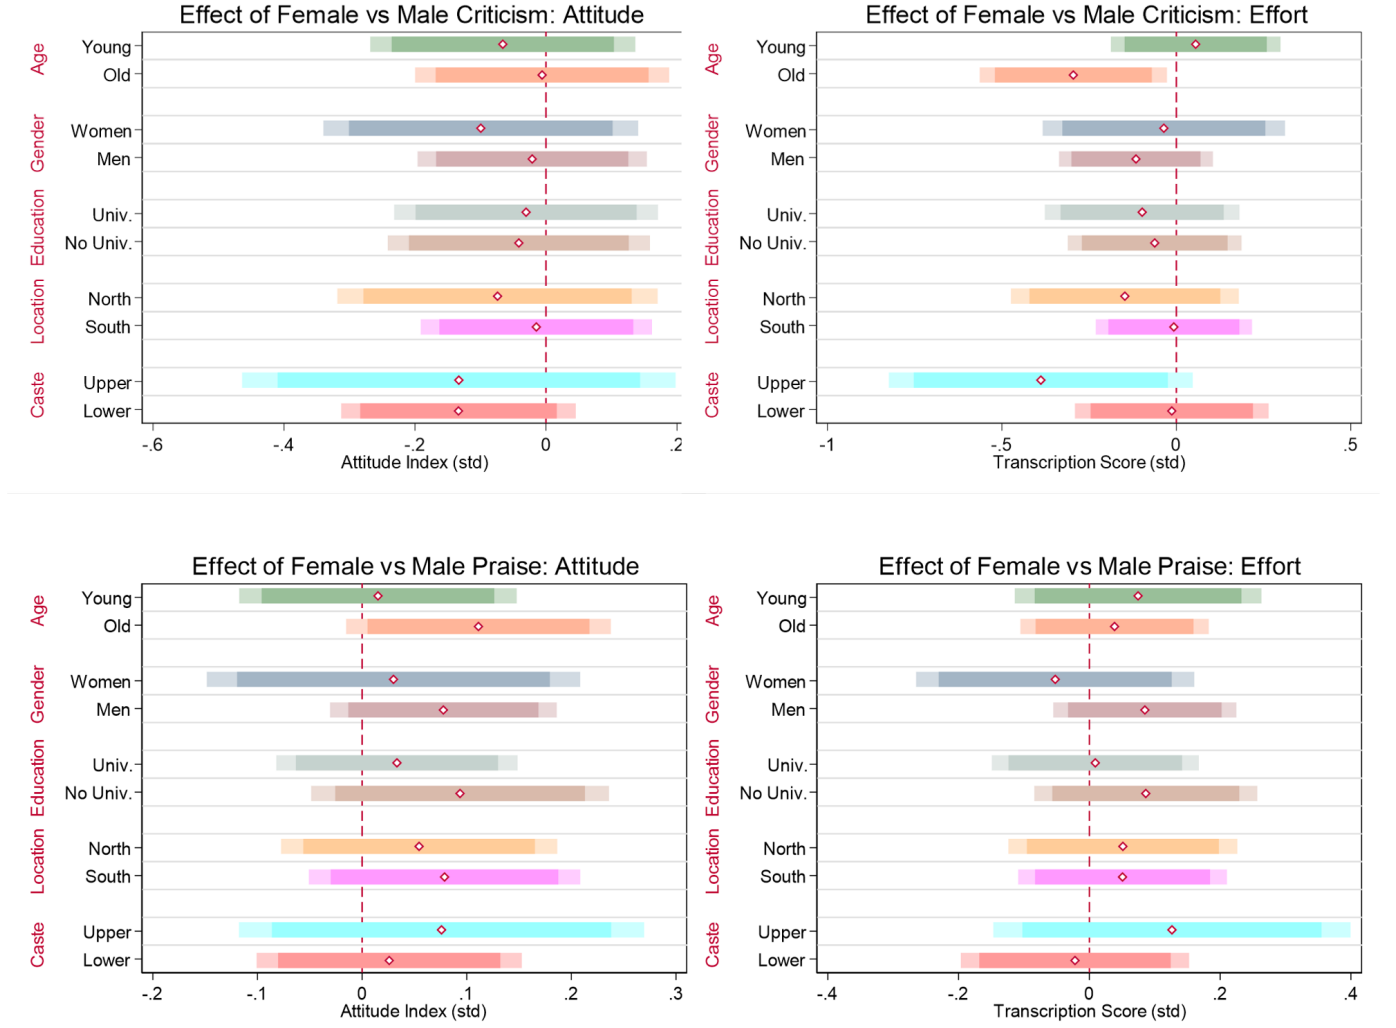 Effect of Female vs Male Criticism: Attitude
Age
Young
Old
Gender
Women
Men
Education
Univ.
No Univ.
Location
North
South
Caste
Upper
Lower
-.6 -.4 -.2 0 .2
Attitude Index (std)
Effect of Female vs Male Criticism: Effort
Age
Young
Old
Gender
Women
Men
Education
Univ.
No Univ.
Location
North
South
Caste
Upper
Lower
-1 -.5 0 .5
Transcription Score (std)
Effect of Female vs Male Praise: Attitude
Age
Young
Old
Gender
Women
Men
Education
Univ.
No Univ.
Location
North
South
Caste
Upper
Lower
-.2 -.1 0 .1 .2 .3
Attitude Index (std)
Effect of Female vs Male Praise: Effort
Age
Young
Old
Gender
Women
Men
Education
Univ.
No Univ.
Location
North
South
Caste
Upper
Lower
-.4 -.2 0 .2 .4
Transcription Score (std)